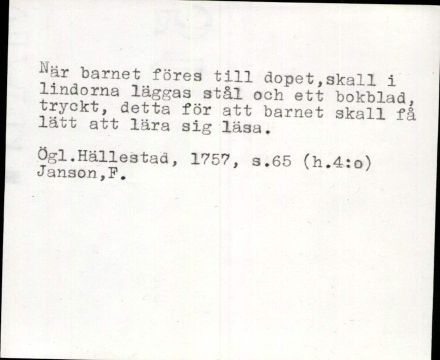 När barnet föres till dopet,skall i
lindorna läggas stål och ett bokblad,
tryckt, detta för att barnet skall få
lätt att lära sig läsa.
Ögl.Hällestad, 1757, s.65 (h.4:o)
Janson,F.